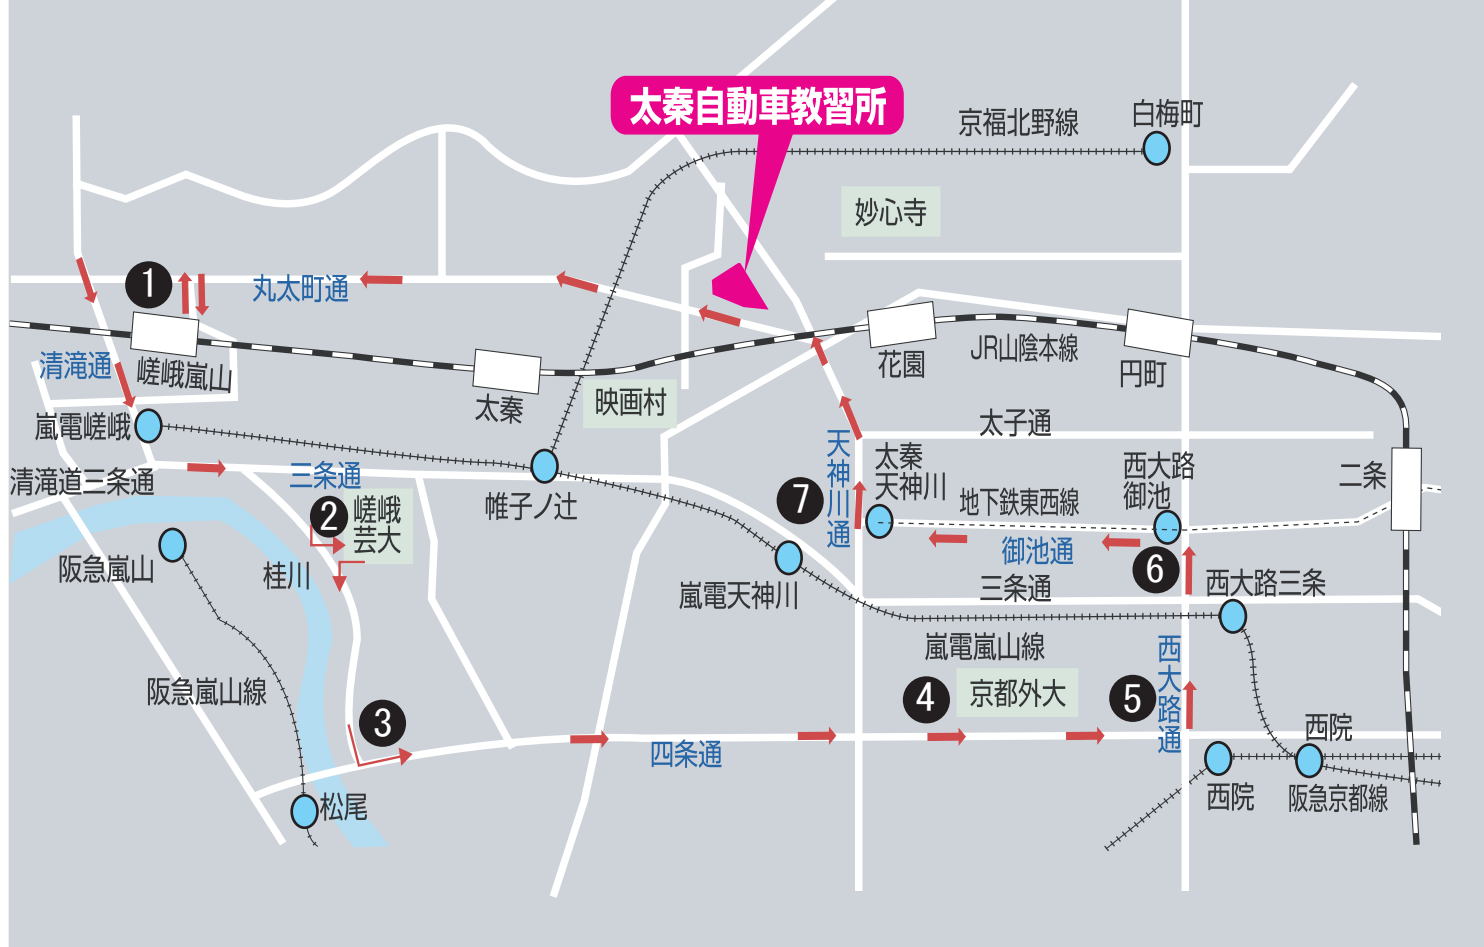 太秦自動車教習所
京福北野線
白梅町
妙心寺
1
丸太町通
清滝通
嵯峨嵐山
太秦
映画村
花園
JR山陰本線
円町
嵐電嵯峨
太子通
清滝道三条通
三条通
帷子ノ辻
天神川通
太秦
天神川
西大路
御池
二条
2
嵯峨
芸大
7
地下鉄東西線
御池通
6
阪急嵐山
桂川
嵐電天神川
三条通
西大路三条
嵐電嵐山線
阪急嵐山線
3
4
京都外大
5
西大路通
四条通
西院
西院
阪急京都線
松尾